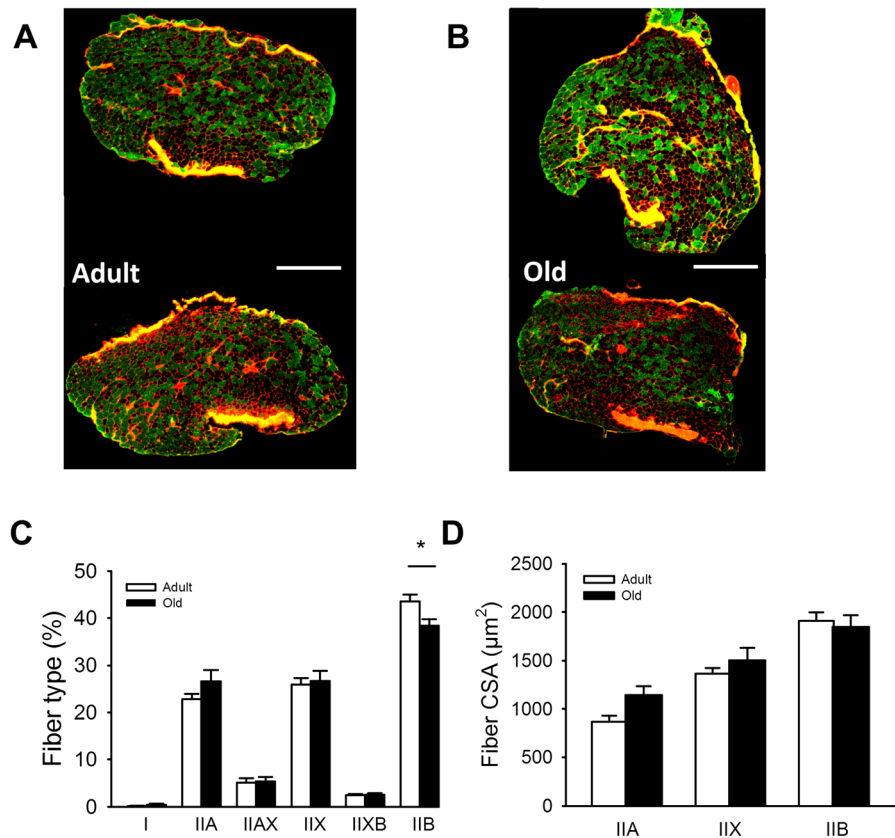 A
B
Adult
Old
C
D
*
50
40
30
20
10
0
Fiber type (%)
Adult
Old
I
IIA
IIAX
IIX
IIXB
IIB
2500
2000
1500
1000
500
0
Fiber CSA (µm²)
Adult
Old
IIA
IIX
IIB